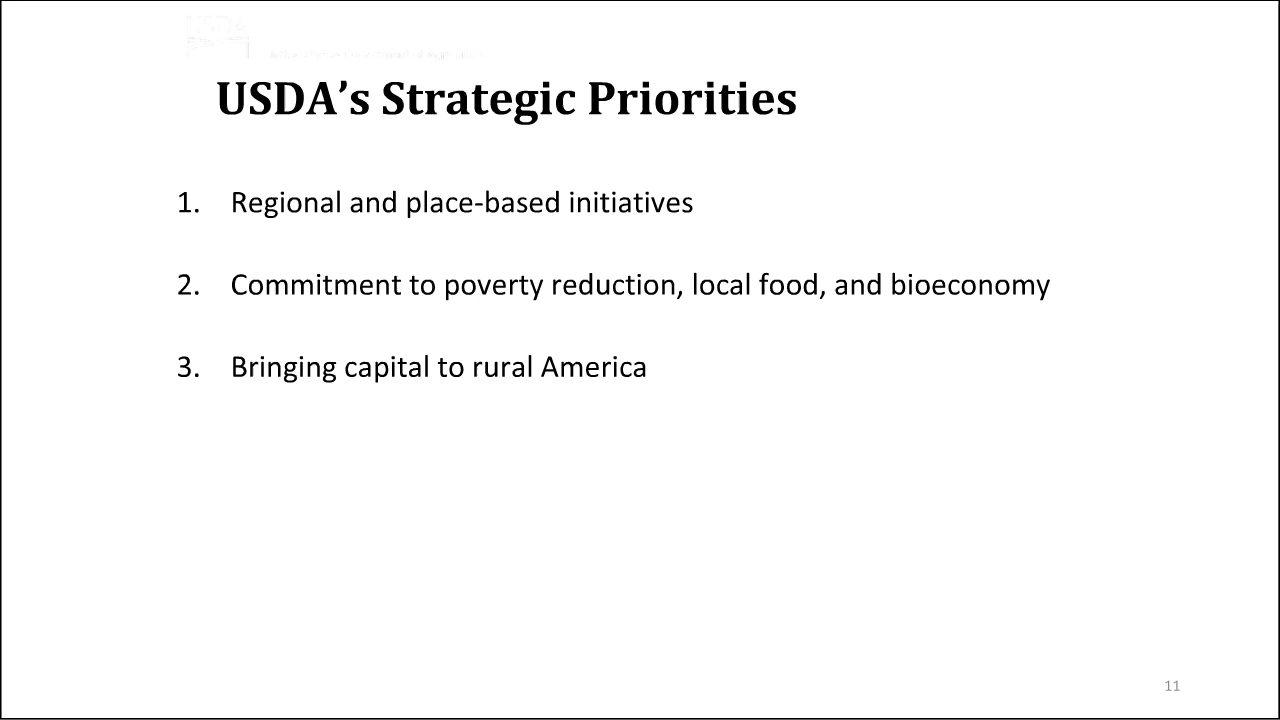 USDA
USDA’s Strategic Priorities
1. Regional and place-based initiatives
2. Commitment to poverty reduction, local food, and bioeconomy
3. Bringing capital to rural America
11